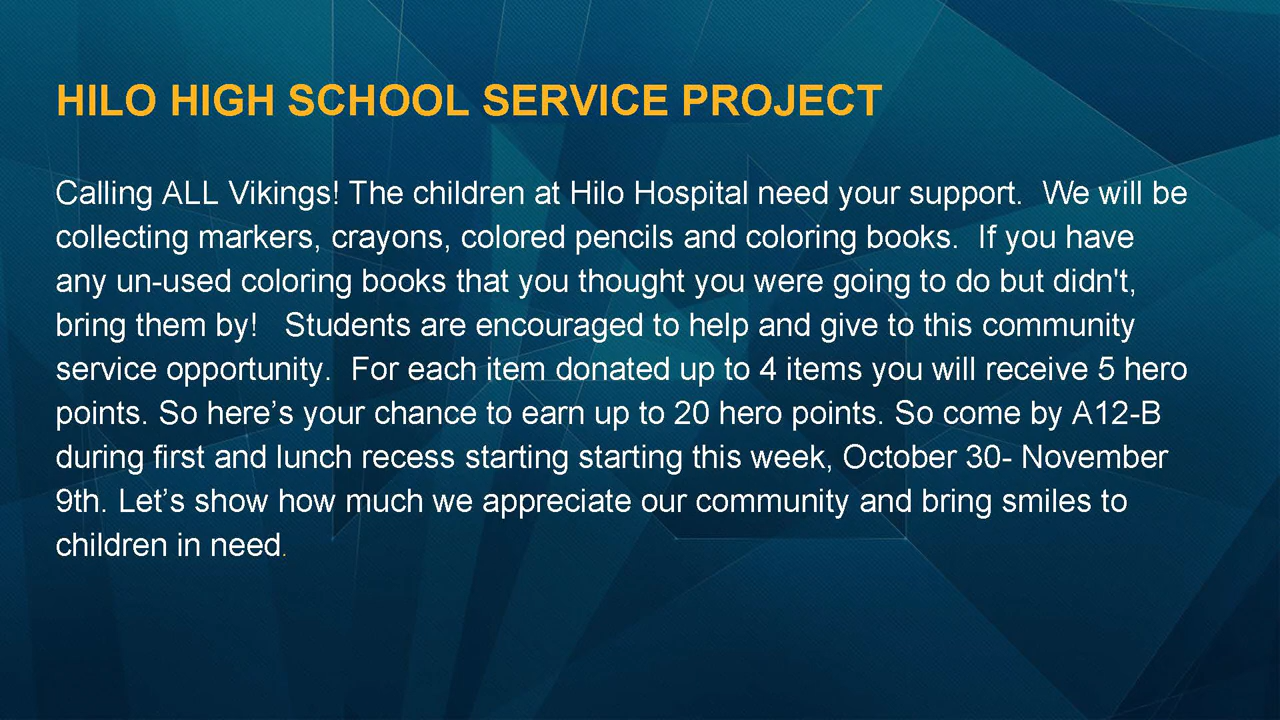 HILO HIGH SCHOOL SERVICE PROJECT
Calling ALL Vikings! The children at Hilo Hospital need your support.  We will be
collecting markers, crayons, colored pencils and coloring books.  If you have
any un-used coloring books that you thought you were going to do but didn't,
bring them by!   Students are encouraged to help and give to this community
service opportunity.  For each item donated up to 4 items you will receive 5 hero
points. So here’s your chance to earn up to 20 hero points. So come by A12-B
during first and lunch recess starting starting this week, October 30- November
9th. Let’s show how much we appreciate our community and bring smiles to
children in need.